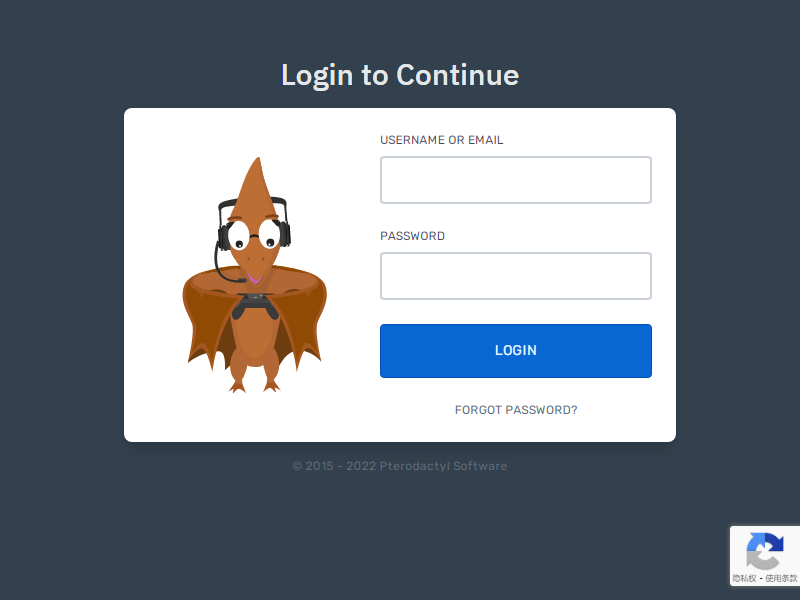 Login to Continue
USERNAME OR EMAIL
PASSWORD
LOGIN
FORGOT PASSWORD?
© 2015 - 2022 Pterodactyl Software
隐私权 - 使用条款